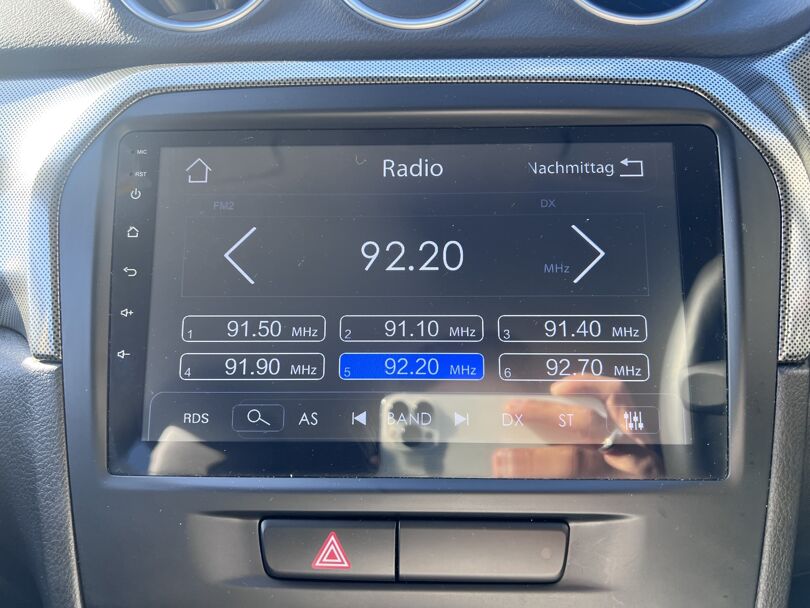 MIC
RST
Radio
Nachmittag
FM2
DX
92.20
MHz
1 91.50 MHz
2 91.10 MHz
3 91.40 MHz
4 91.90 MHz
5 92.20 MHz
6 92.70 MHz
RDS
AS
BAND
DX
ST